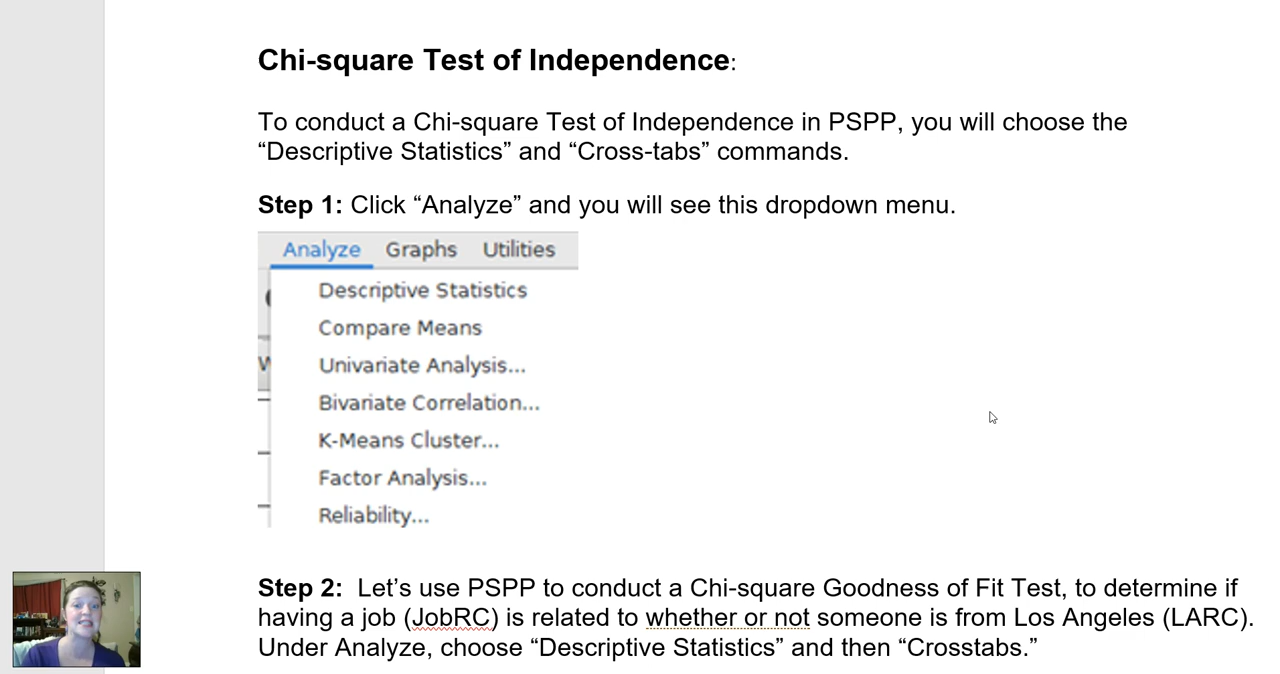 Chi-square Test of Independence:
To conduct a Chi-square Test of Independence in PSPP, you will choose the
“Descriptive Statistics” and “Cross-tabs” commands.
Step 1: Click “Analyze” and you will see this dropdown menu.
Analyze Graphs Utilities
Descriptive Statistics
Compare Means
Univariate Analysis...
Bivariate Correlation...
K-Means Cluster...
Factor Analysis...
Reliability...
Step 2: Let’s use PSPP to conduct a Chi-square Goodness of Fit Test, to determine if
having a job (JobRC) is related to whether or not someone is from Los Angeles (LARC).
Under Analyze, choose “Descriptive Statistics” and then “Crosstabs.”